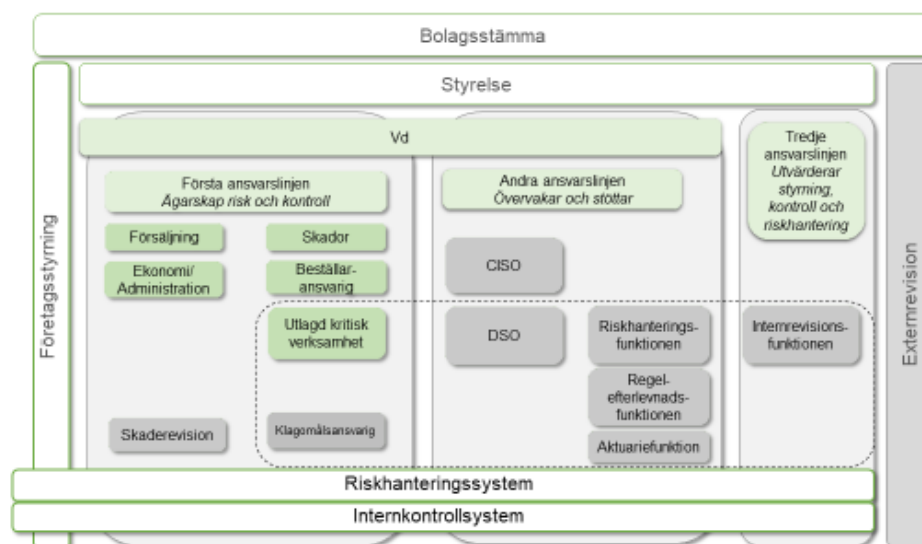 Bolagsstämma
Styrelse
Företagsstyrning
Externrevision
Vd
Första ansvarslinjen
Ägarskap risk och kontroll
Försäljning
Skador
Ekonomi/
Administration
Beställar-
ansvarig
Utlagd kritisk
verksamhet
Skaderevision
Klagomålsansvarig
Andra ansvarslinjen
Övervakar och stöttar
CISO
DSO
Riskhanterings-
funktionen
Regel-
efterlevnads-
funktionen
Aktuariefunktion
Tredje
ansvarslinjen
Utvärderar
styrning,
kontroll och
riskhantering
Internrevisions-
funktionen
Riskhanteringssystem
Internkontrollsystem